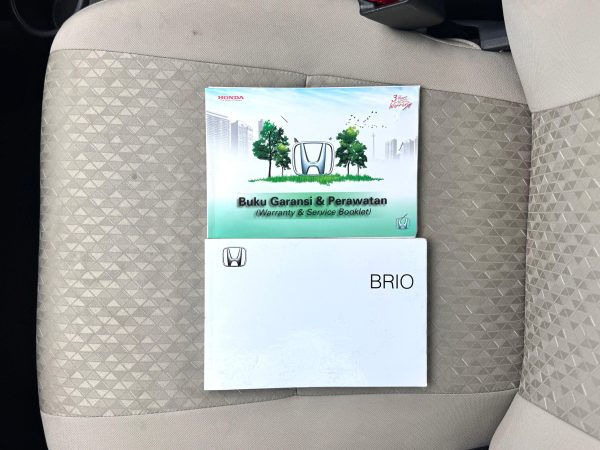 HONDA
Buku Garansi & Perawatan
(Warranty & Service Booklet)
BRIO